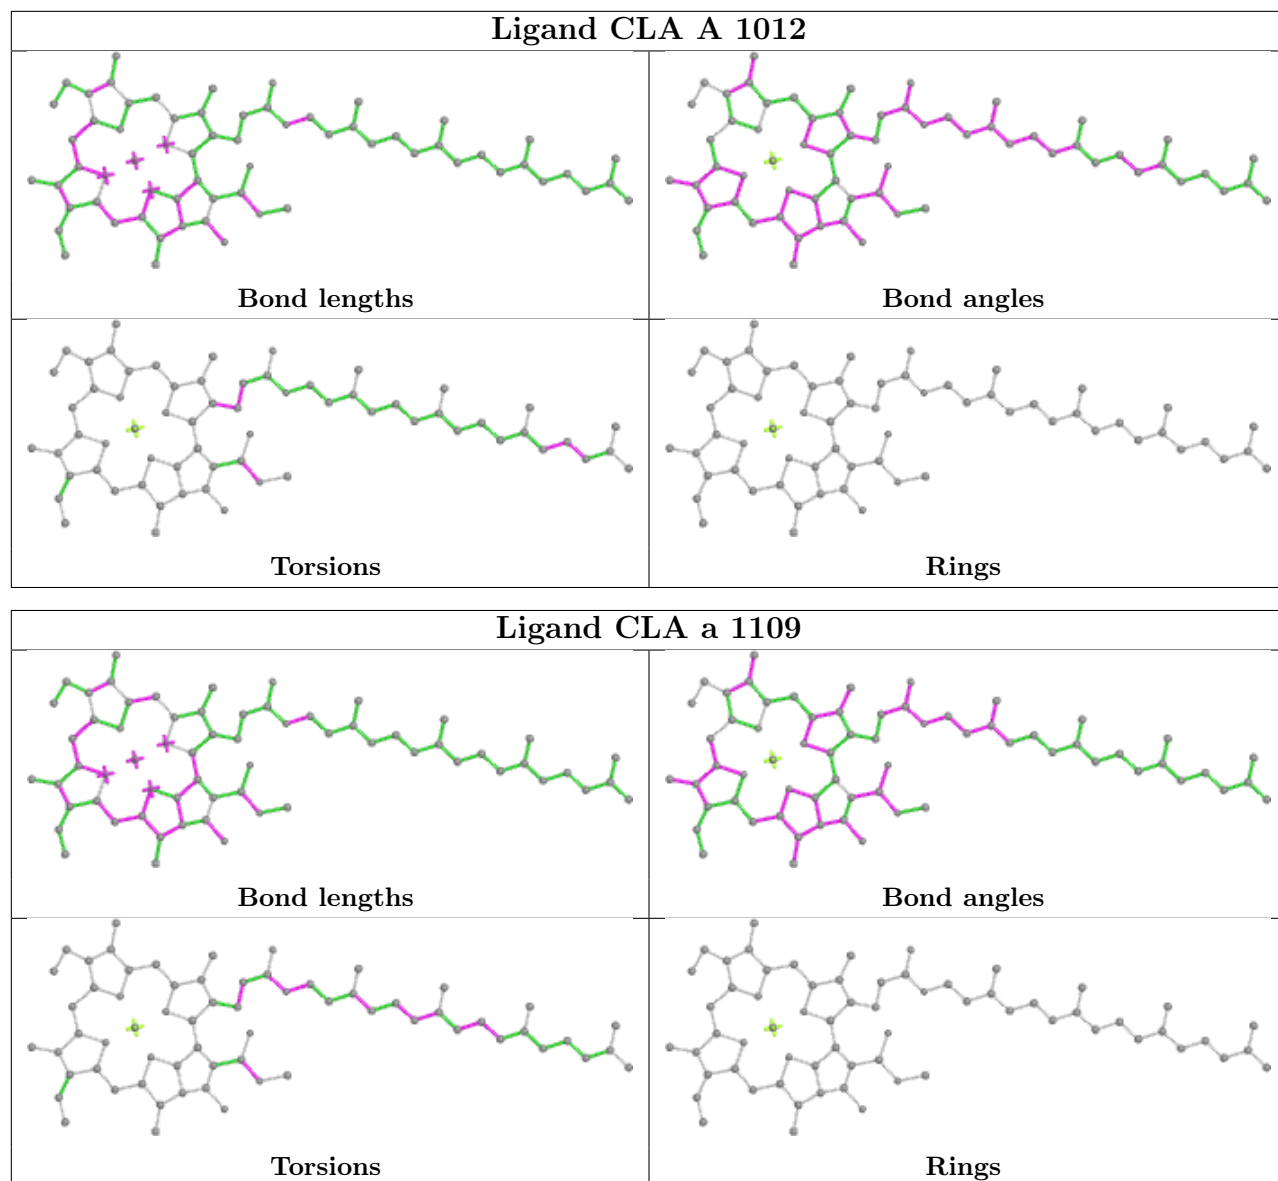 Ligand CLA A 1012
Bond lengths
Bond angles
Torsions
Rings
Ligand CLA a 1109
Bond lengths
Bond angles
Torsions
Rings